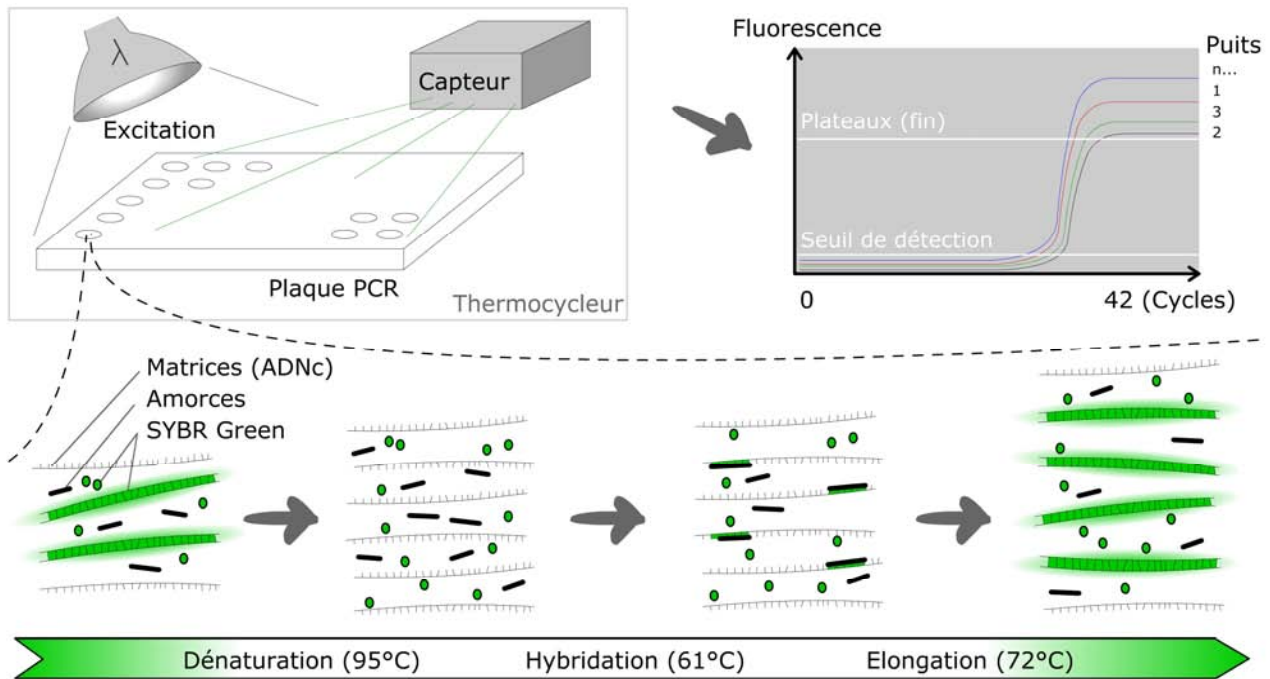 λ
Excitation
Capteur
Plaque PCR
Thermocycleur
Fluorescence
Puits
n...
1
3
2
Plateaux (fin)
Seuil de détection
0
42 (Cycles)
Matrices (ADNc)
Amorces
SYBR Green
Dénaturation (95°C)
Hybridation (61°C)
Elongation (72°C)